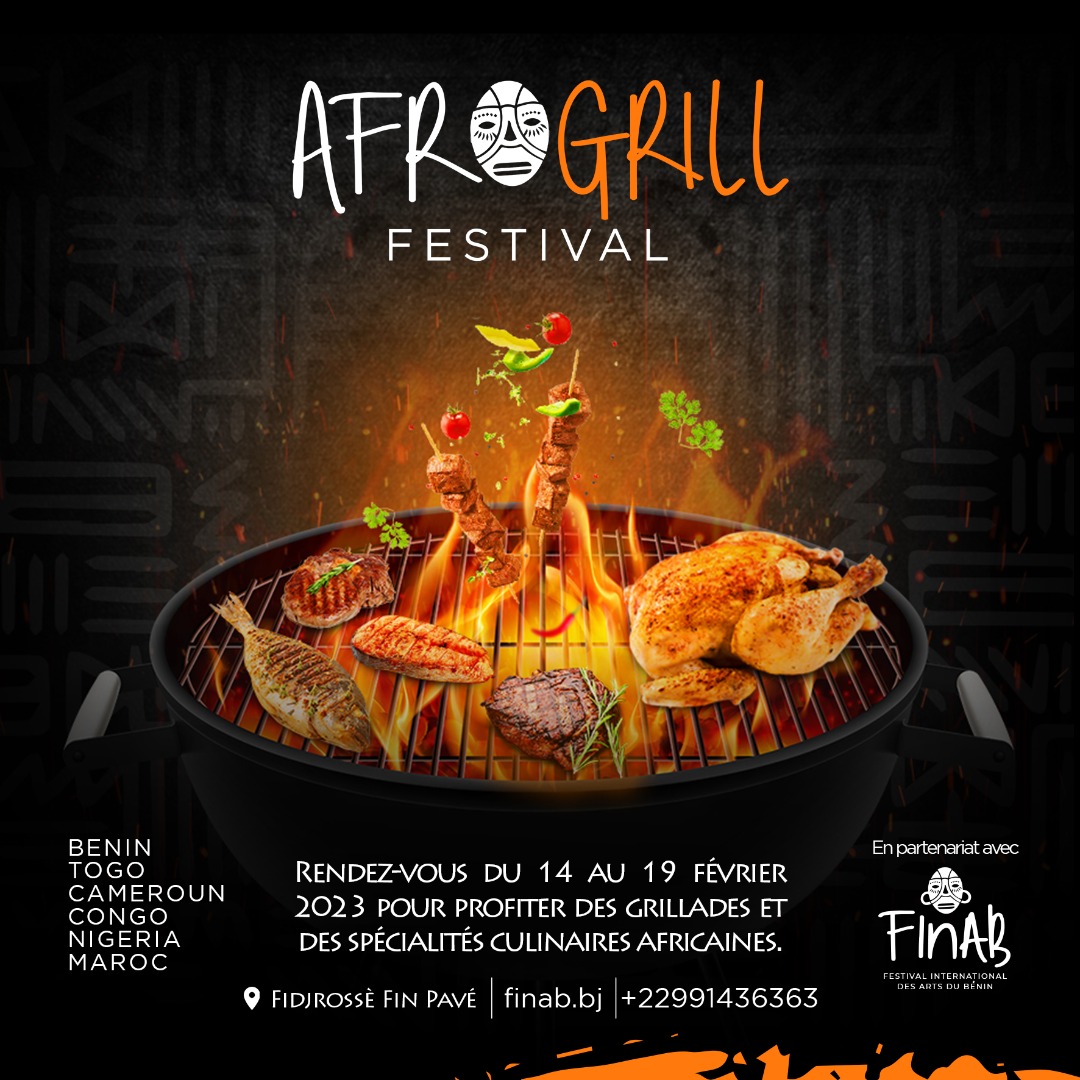 AFROGRILL
FESTIVAL
BENIN
TOGO
CAMEROUN
CONGO
NIGERIA
MAROC
Rendez-vous du 14 au 19 février
2023 pour profiter des grillades et
des spécialités culinaires africaines.
En partenariat avec
FInAB
FESTIVAL INTERNATIONAL
DES ARTS DU BÉNIN
Fidjrossè Fin Pavé | finab.bj | +22991436363